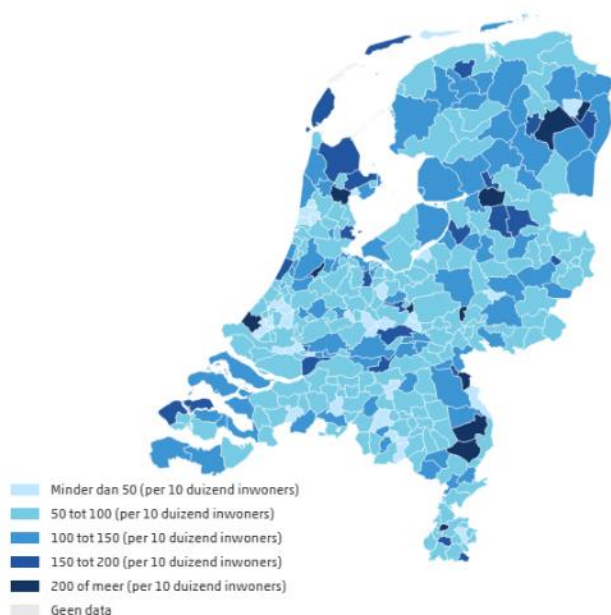 Minder dan 50 (per 10 duizend inwoners)
50 tot 100 (per 10 duizend inwoners)
100 tot 150 (per 10 duizend inwoners)
150 tot 200 (per 10 duizend inwoners)
200 of meer (per 10 duizend inwoners)
Geen data